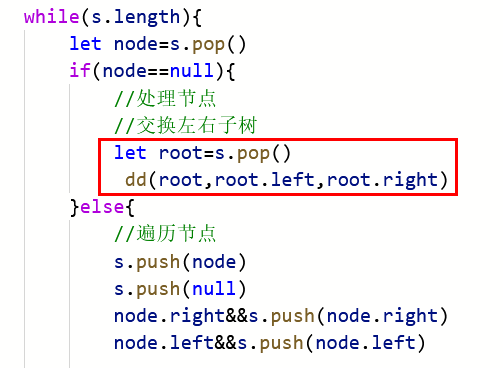 while(s.length){
let node=s.pop()
if(node==null){
//处理节点
//交换左右子树
let root=s.pop()
dd(root,root.left,root.right)
}else{
//遍历节点
s.push(node)
s.push(null)
node.right&&s.push(node.right)
node.left&&s.push(node.left)